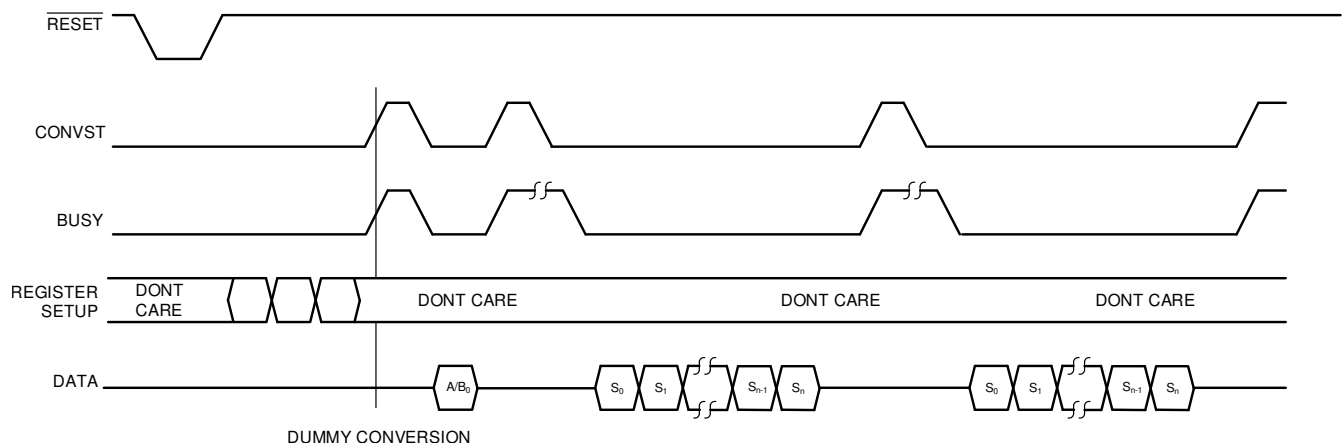 RESET
CONVST
BUSY
REGISTER
SETUP
DONT
CARE
DONT CARE
DONT CARE
DONT CARE
DATA
A/B₀
S₀
S₁
Sₙ₋₁
Sₙ
S₀
S₁
Sₙ₋₁
Sₙ
DUMMY CONVERSION